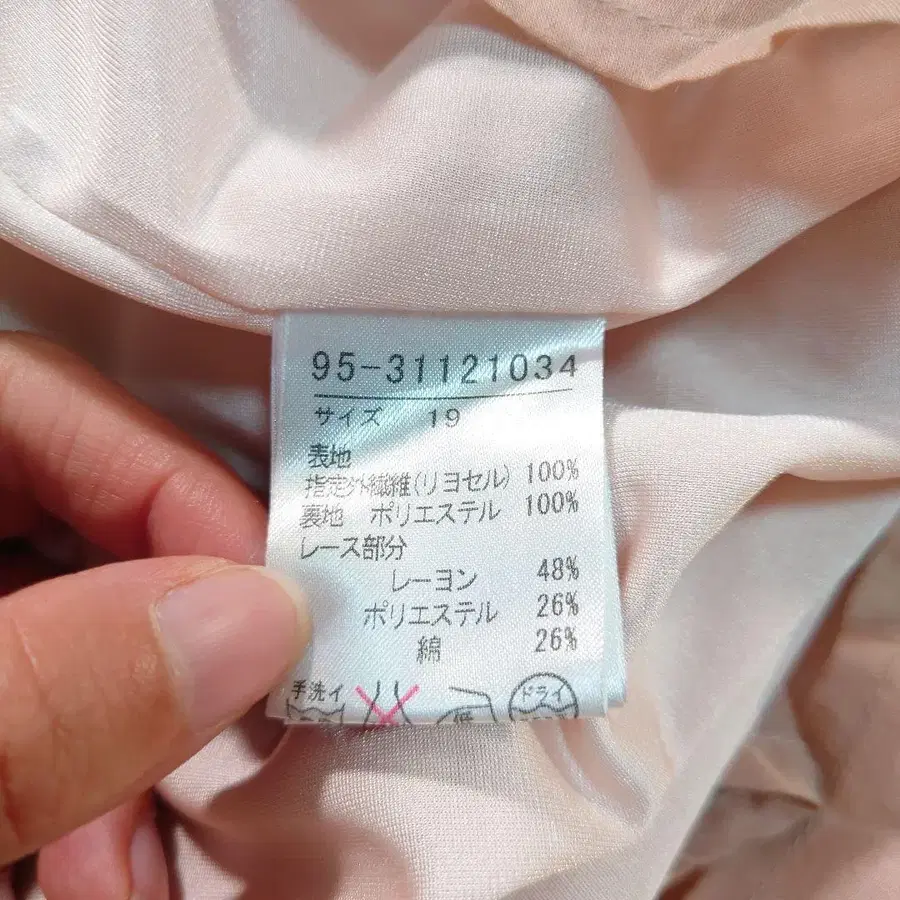 95-31121034
サイズ 19
表地
指定外繊維(リヨセル) 100%
裏地 ポリエステル 100%
レース部分
レーヨン 48%
ポリエステル 26%
綿 26%
手洗イ 低 ドライ